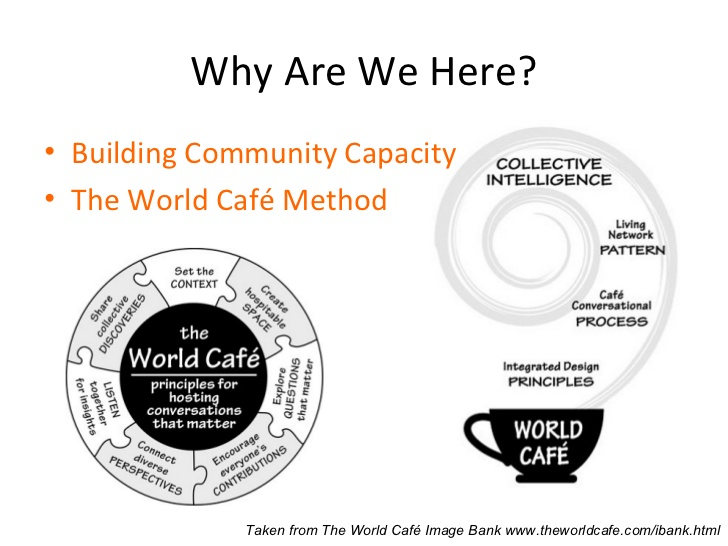 Why Are We Here?
• Building Community Capacity
• The World Café Method
COLLECTIVE
INTELLIGENCE
Living
Network
PATTERN
Café
Conversational
PROCESS
Integrated Design
PRINCIPLES
WORLD
CAFÉ
the
World Café
principles for
hosting
conversations
that matter
Set the
CONTEXT
Create
hospitable
SPACE
Explore
QUESTIONS
that matter
Encourage
everyone's
CONTRIBUTIONS
Connect
diverse
PERSPECTIVES
LISTEN
together
for insights
Share
collective
DISCOVERIES
Taken from The World Café Image Bank www.theworldcafe.com/ibank.html